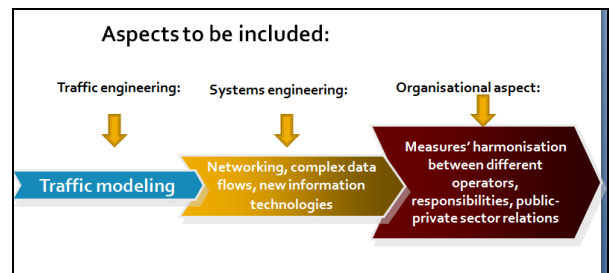 Aspects to be included:
Traffic engineering:
Systems engineering:
Organisational aspect:
Traffic modeling
Networking, complex data
flows, new information
technologies
Measures' harmonisation
between different
operators,
responsibilities, public-
private sector relations